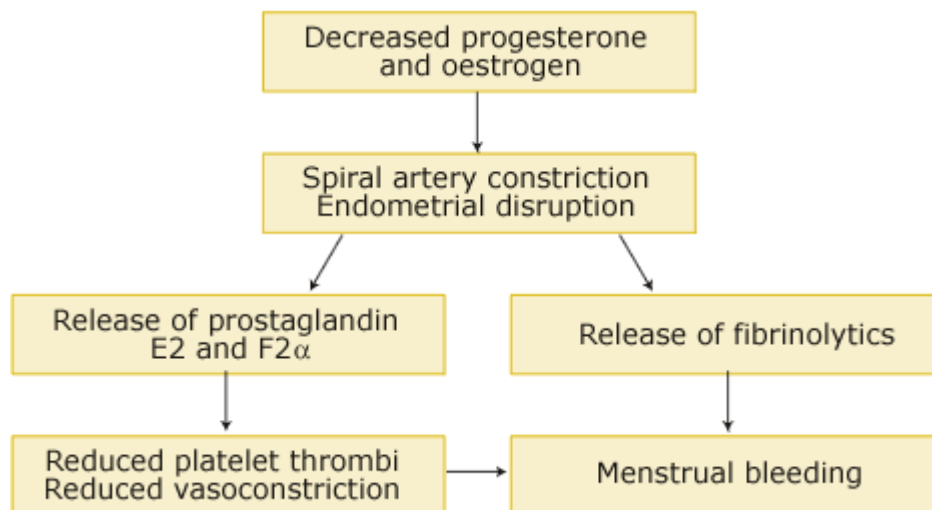 Decreased progesterone
and oestrogen
Spiral artery constriction
Endometrial disruption
Release of prostaglandin
E2 and F2α
Release of fibrinolytics
Reduced platelet thrombi
Reduced vasoconstriction
Menstrual bleeding